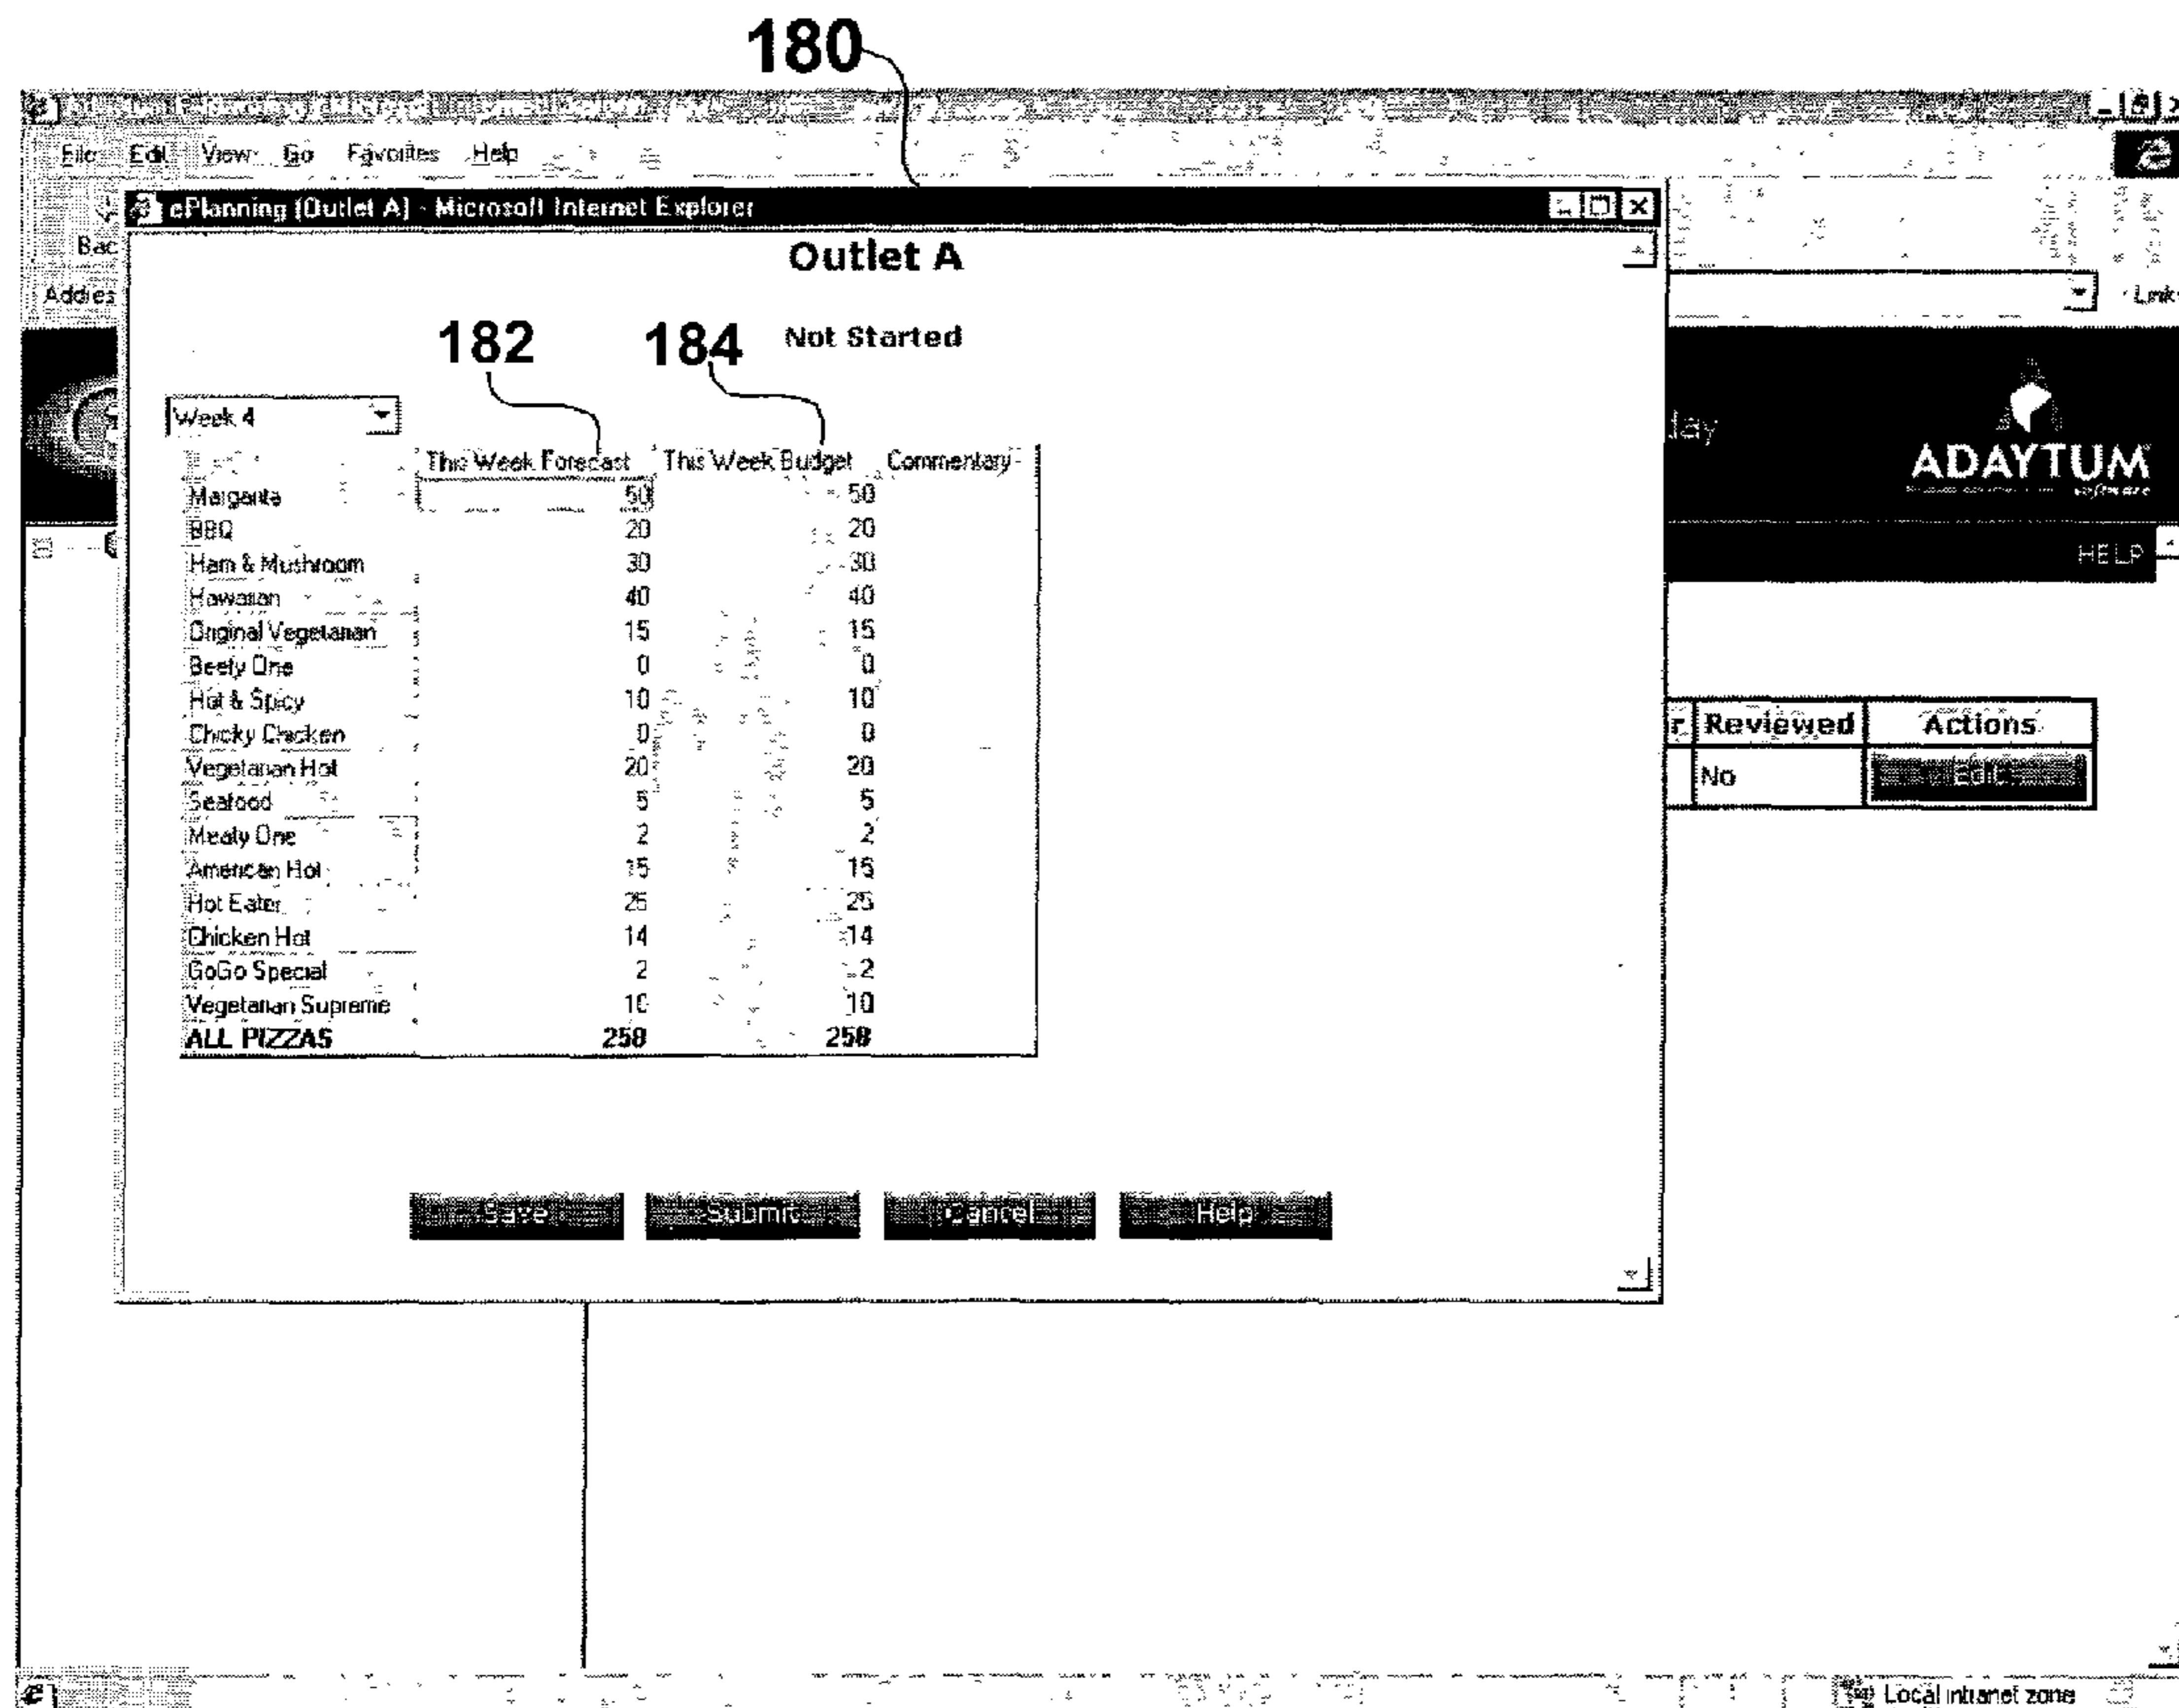 180
File Edit View Go Favorites Help
ePlanning (Outlet A) - Microsoft Internet Explorer
Bac
Outlet A
Addres
Links
182 184 Not Started
Week 4
lay
ADAYTUM
software
This Week Forecast This Week Budget Commentary
Margarita 50 50
BBQ 20 20
HELP
Ham & Mushroom 30 30
Hawaiian 40 40
Original Vegetarian 15 15
Beefy One 0 0
Hot & Spicy 10 10
r Reviewed Actions
Chicky Chicken 0 0
Vegetarian Hot 20 20
No Edit
Seafood 5 5
Meaty One 2 2
American Hot 15 15
Hot Eater 25 25
Chicken Hot 14 14
GoGo Special 2 2
Vegetarian Supreme 10 10
ALL PIZZAS 258 258
Save Submit Cancel Help
Local intranet zone